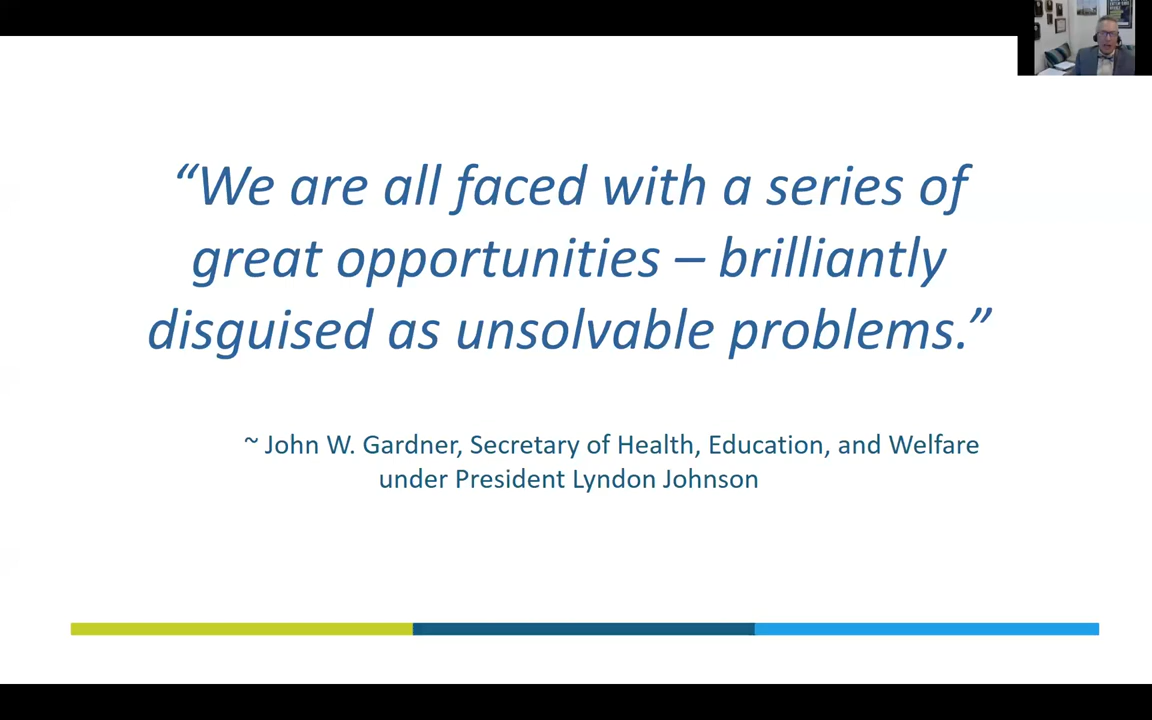 “We are all faced with a series of
great opportunities – brilliantly
disguised as unsolvable problems.”
~ John W. Gardner, Secretary of Health, Education, and Welfare
under President Lyndon Johnson